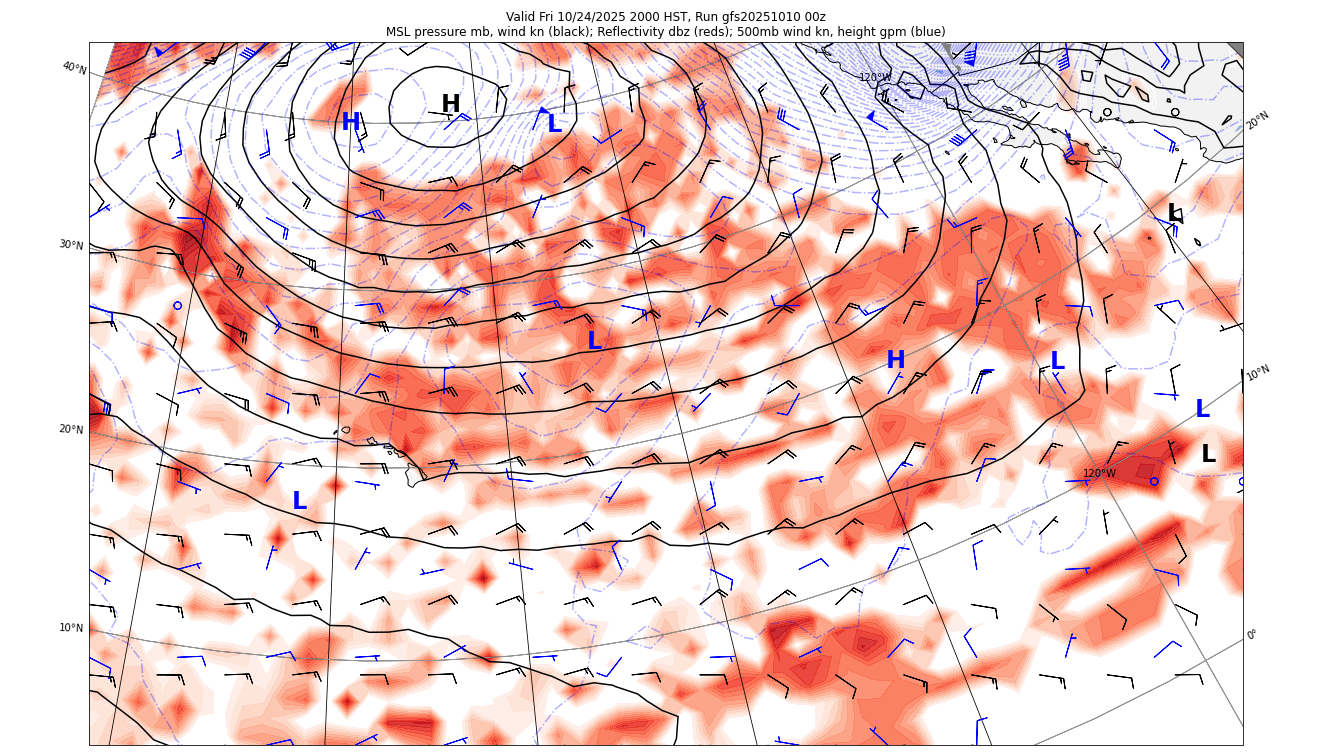 Valid Fri 10/24/2025 2000 HST, Run gfs20251010 00z
MSL pressure mb, wind kn (black); Reflectivity dbz (reds); 500mb wind kn, height gpm (blue)
40°N
120°W
H
H
L
20°N
L
30°N
L
H
L
10°N
L
20°N
L
120°W
L
10°N
0°